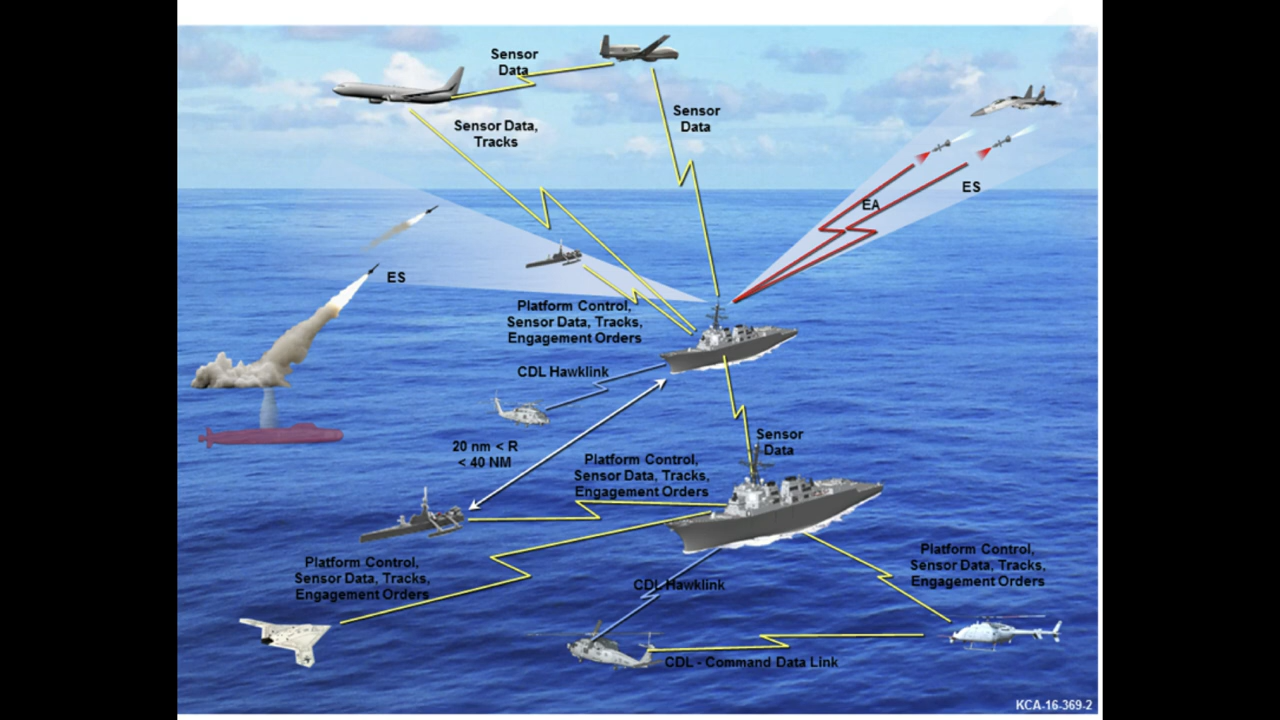 Sensor
Data
Sensor Data,
Tracks
Sensor
Data
EA
ES
ES
Platform Control,
Sensor Data, Tracks,
Engagement Orders
CDL Hawklink
20 nm < R
< 40 NM
Sensor
Data
Platform Control,
Sensor Data, Tracks,
Engagement Orders
Platform Control,
Sensor Data, Tracks,
Engagement Orders
Platform Control,
Sensor Data, Tracks,
Engagement Orders
CDL Hawklink
CDL - Command Data Link
KCA-16-369-2